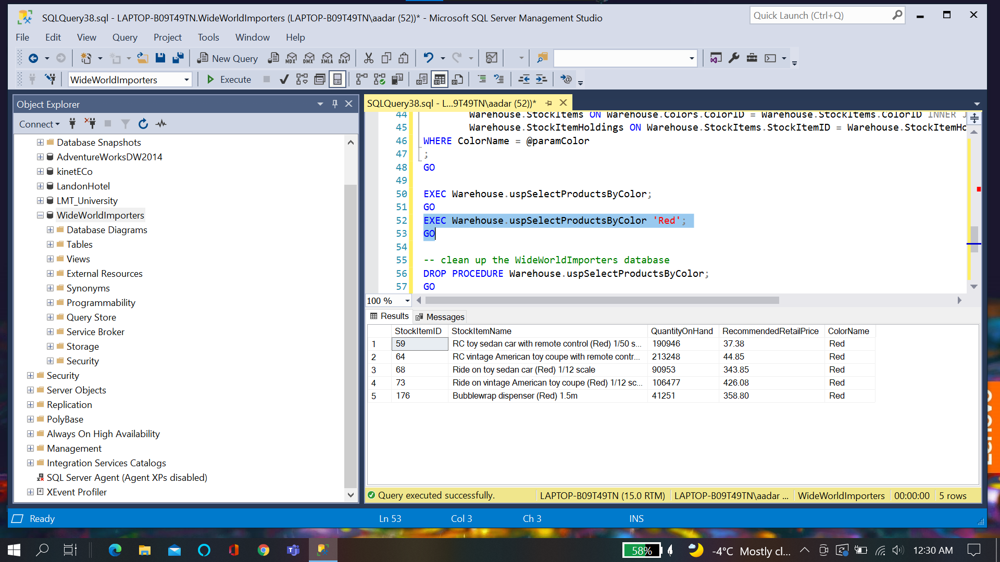 SQLQuery38.sql - LAPTOP-B09T49TN.WideWorldImporters (LAPTOP-B09T49TN\aadar (52))* - Microsoft SQL Server Management Studio
Quick Launch (Ctrl+Q)
File Edit View Query Project Tools Window Help
New Query MDX DMX XMLA DAX
WideWorldImporters Execute
Object Explorer
Connect
Database Snapshots
AdventureWorksDW2014
kinetECo
LandonHotel
LMT_University
WideWorldImporters
Database Diagrams
Tables
Views
External Resources
Synonyms
Programmability
Query Store
Service Broker
Storage
Security
Security
Server Objects
Replication
PolyBase
Always On High Availability
Management
Integration Services Catalogs
SQL Server Agent (Agent XPs disabled)
XEvent Profiler
SQLQuery38.sql - L...9T49TN\aadar (52))*
44 Warehouse.StockItems ON Warehouse.Colors.ColorID = Warehouse.StockItems.ColorID INNER J
45 Warehouse.StockItemHoldings ON Warehouse.StockItems.StockItemID = Warehouse.StockItemHo
46 WHERE ColorName = @paramColor
47 ;
48 GO
49
50 EXEC Warehouse.uspSelectProductsByColor;
51 GO
52 EXEC Warehouse.uspSelectProductsByColor 'Red';
53 GO
54
55 -- clean up the WideWorldImporters database
56 DROP PROCEDURE Warehouse.uspSelectProductsByColor;
57 GO
100 %
Results Messages
StockItemID StockItemName QuantityOnHand RecommendedRetailPrice ColorName
1 59 RC toy sedan car with remote control (Red) 1/50 s... 190946 37.38 Red
2 64 RC vintage American toy coupe with remote contr... 213248 44.85 Red
3 68 Ride on toy sedan car (Red) 1/12 scale 90953 343.85 Red
4 73 Ride on vintage American toy coupe (Red) 1/12 sc... 106477 426.08 Red
5 176 Bubblewrap dispenser (Red) 1.5m 41251 358.80 Red
Query executed successfully. LAPTOP-B09T49TN (15.0 RTM) LAPTOP-B09T49TN\aadar ... WideWorldImporters 00:00:00 5 rows
Ready Ln 53 Col 3 Ch 3 INS
Lenovo
58% -4°C Mostly cl... 12:30 AM